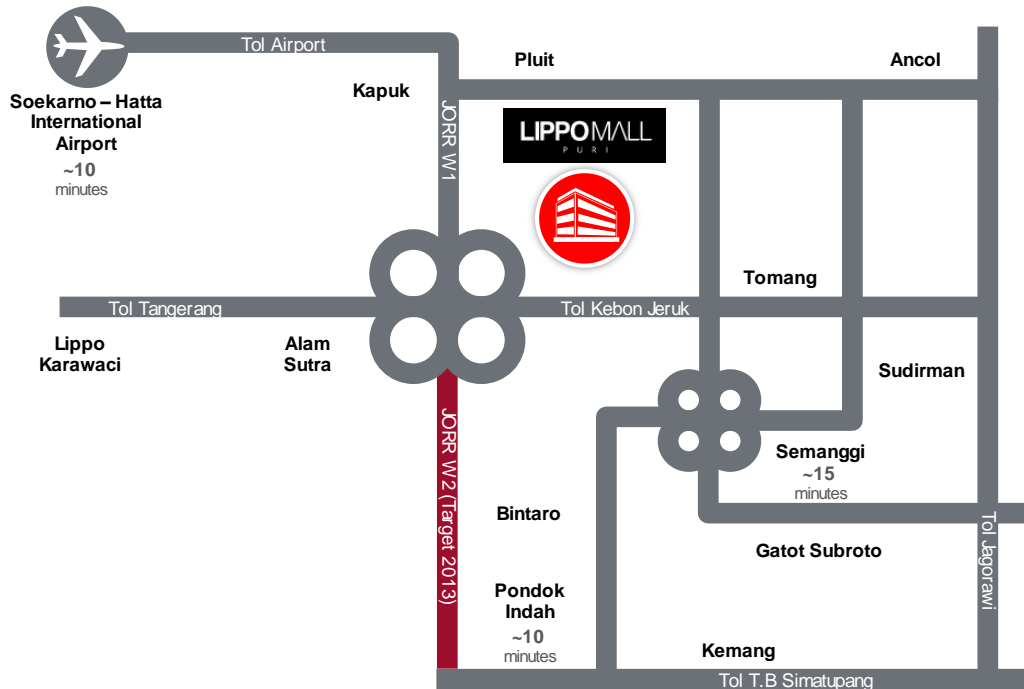 Tol Airport
Soekarno – Hatta
International
Airport
~10
minutes
Kapuk
Pluit
Ancol
JORR W1
LIPPO MALL
PURI
Tomang
Tol Tangerang
Tol Kebon Jeruk
Lippo
Karawaci
Alam
Sutra
Sudirman
JORR W2 (Target 2013)
Semanggi
~15
minutes
Bintaro
Gatot Subroto
Tol Jagorawi
Pondok
Indah
~10
minutes
Kemang
Tol T.B Simatupang